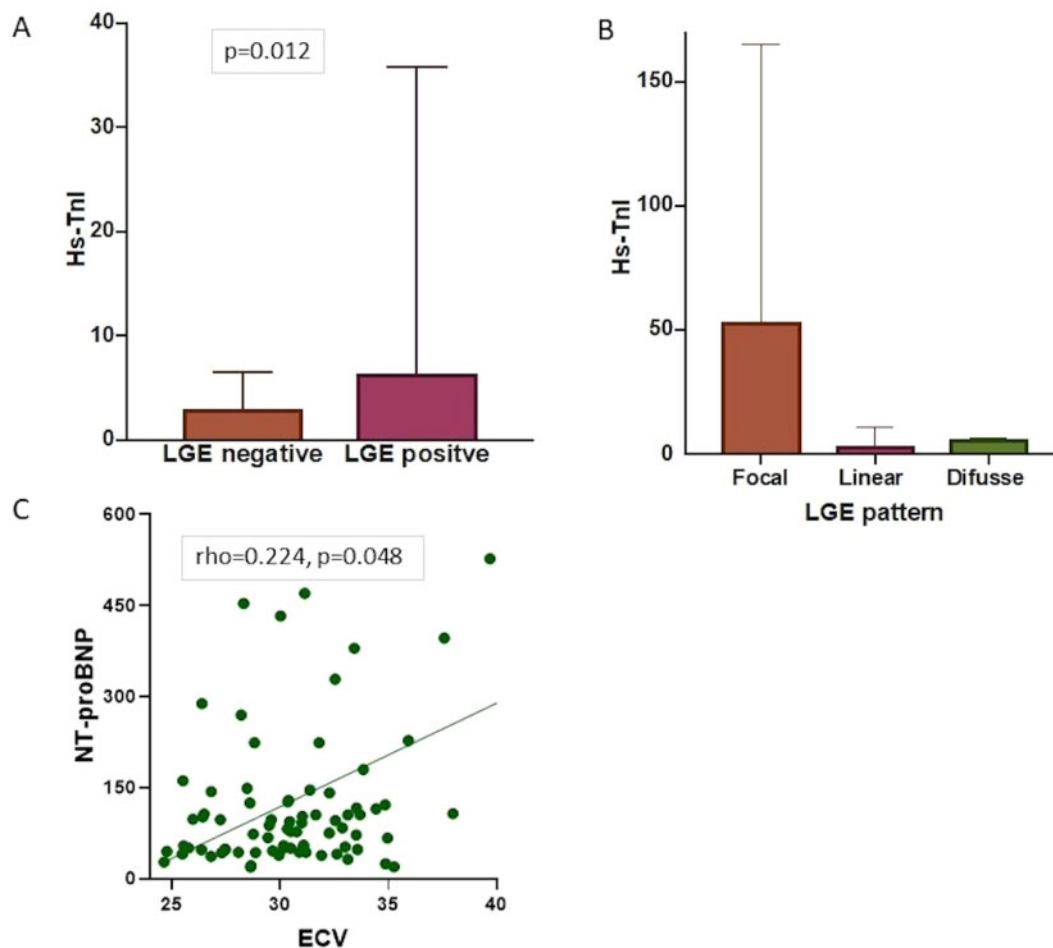 A
p=0.012
40
30
20
10
0
Hs-TnI
LGE negative LGE positve
B
150
100
50
0
Hs-TnI
Focal Linear Difusse
LGE pattern
C
rho=0.224, p=0.048
600
450
300
150
0
NT-proBNP
25 30 35 40
ECV